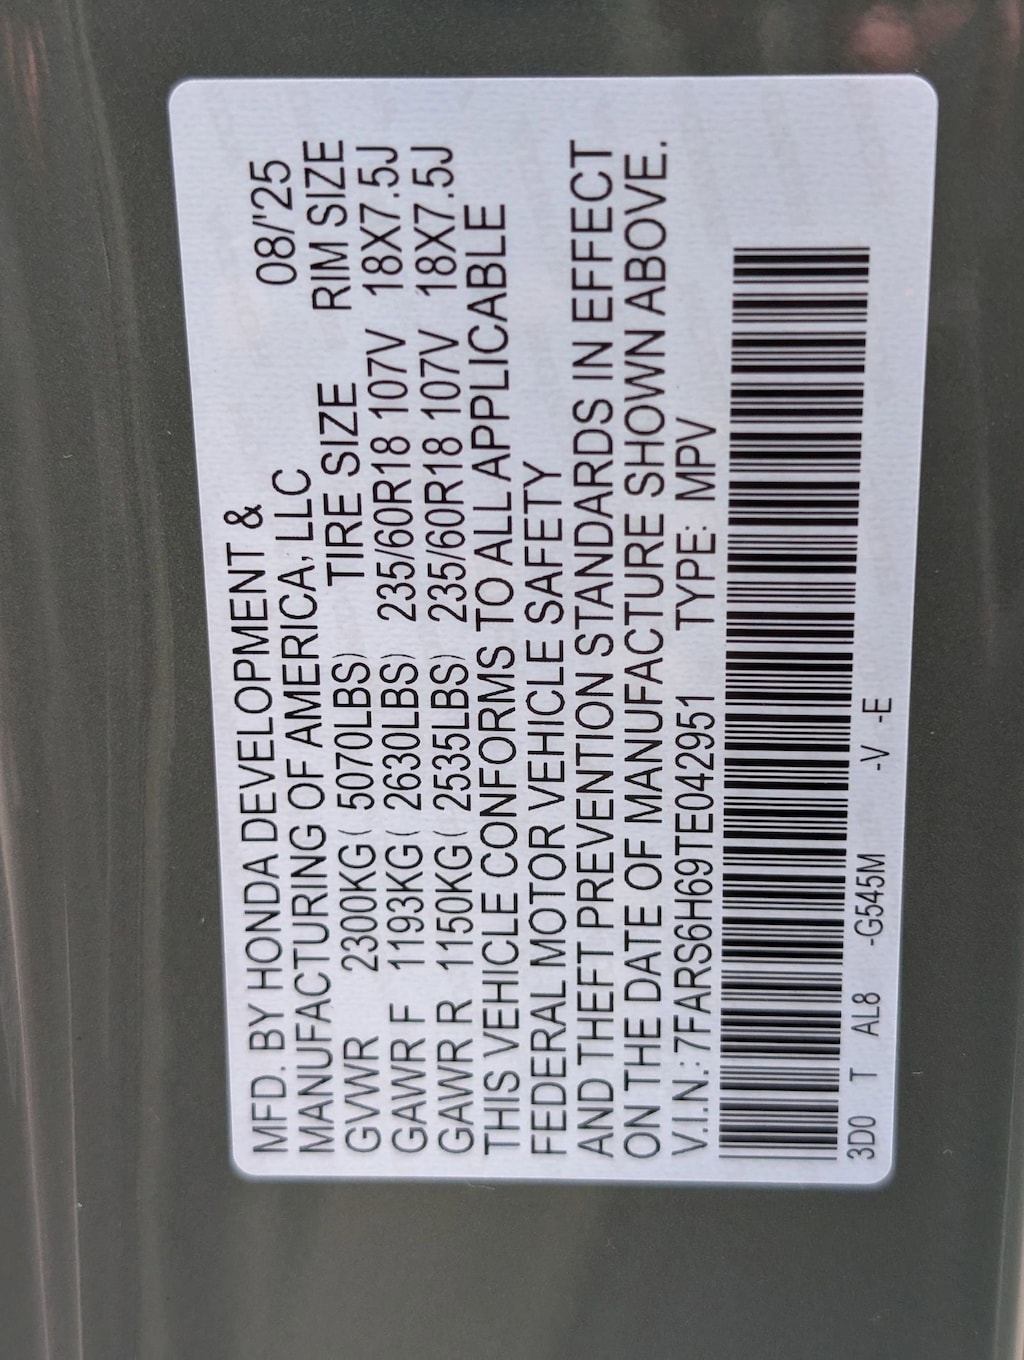 MFD. BY HONDA DEVELOPMENT &
MANUFACTURING OF AMERICA, LLC 08/'25
GVWR 2300KG ( 5070LBS) TIRE SIZE RIM SIZE
GAWR F 1193KG ( 2630LBS) 235/60R18 107V 18X7.5J
GAWR R 1150KG ( 2535LBS) 235/60R18 107V 18X7.5J
THIS VEHICLE CONFORMS TO ALL APPLICABLE
FEDERAL MOTOR VEHICLE SAFETY
AND THEFT PREVENTION STANDARDS IN EFFECT
ON THE DATE OF MANUFACTURE SHOWN ABOVE.
V.I.N.: 7FARS6H69TE042951 TYPE: MPV
3D0 T AL8 -G545M -V -E